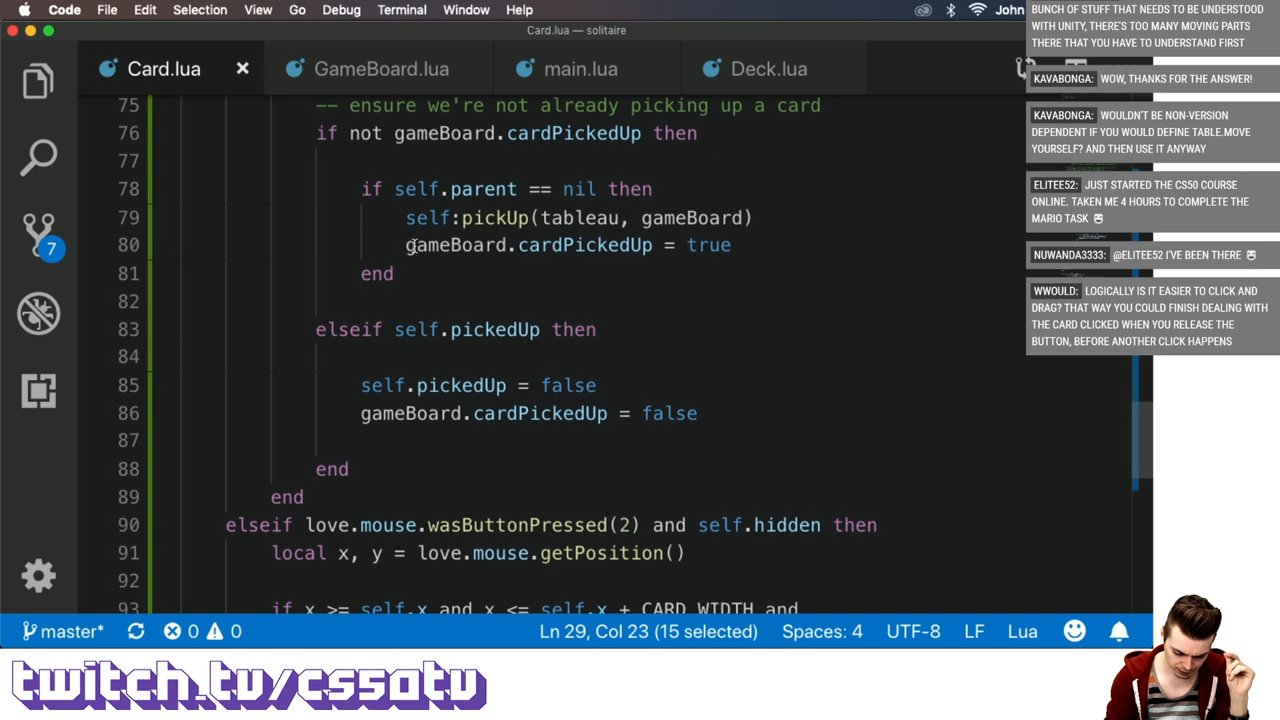 Code File Edit Selection View Go Debug Terminal Window Help John
Card.lua — solitaire
Card.lua GameBoard.lua main.lua Deck.lua
75 -- ensure we're not already picking up a card
76 if not gameBoard.cardPickedUp then
77
78 if self.parent == nil then
79 self:pickUp(tableau, gameBoard)
80 gameBoard.cardPickedUp = true
81 end
82
83 elseif self.pickedUp then
84
85 self.pickedUp = false
86 gameBoard.cardPickedUp = false
87
88 end
89 end
90 elseif love.mouse.wasButtonPressed(2) and self.hidden then
91 local x, y = love.mouse.getPosition()
92
93 if x >= self.x and x <= self.x + CARD_WIDTH and
7
master* 0 0 Ln 29, Col 23 (15 selected) Spaces: 4 UTF-8 LF Lua
BUNCH OF STUFF THAT NEEDS TO BE UNDERSTOOD
WITH UNITY, THERE'S TOO MANY MOVING PARTS
THERE THAT YOU HAVE TO UNDERSTAND FIRST
KAVABONGA: WOW, THANKS FOR THE ANSWER!
KAVABONGA: WOULDN'T BE NON-VERSION
DEPENDENT IF YOU WOULD DEFINE TABLE.MOVE
YOURSELF? AND THEN USE IT ANYWAY
ELITEE52: JUST STARTED THE CS50 COURSE
ONLINE. TAKEN ME 4 HOURS TO COMPLETE THE
MARIO TASK
NUWANDA3333: @ELITEE52 I'VE BEEN THERE
WWOULD: LOGICALLY IS IT EASIER TO CLICK AND
DRAG? THAT WAY YOU COULD FINISH DEALING WITH
THE CARD CLICKED WHEN YOU RELEASE THE
BUTTON, BEFORE ANOTHER CLICK HAPPENS
twitch.tv/cs50tv